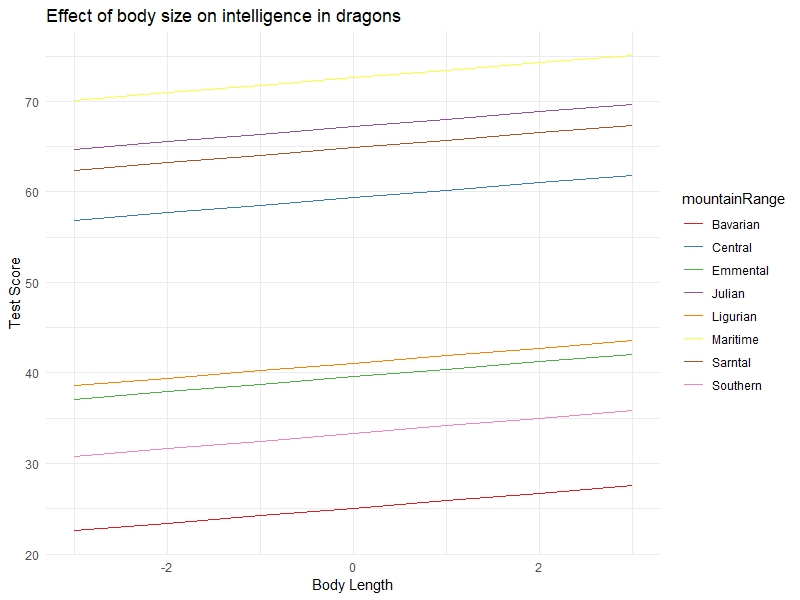 Effect of body size on intelligence in dragons
70
60
50
40
30
20
Test Score
-2
0
2
Body Length
mountainRange
Bavarian
Central
Emmental
Julian
Ligurian
Maritime
Sarntal
Southern